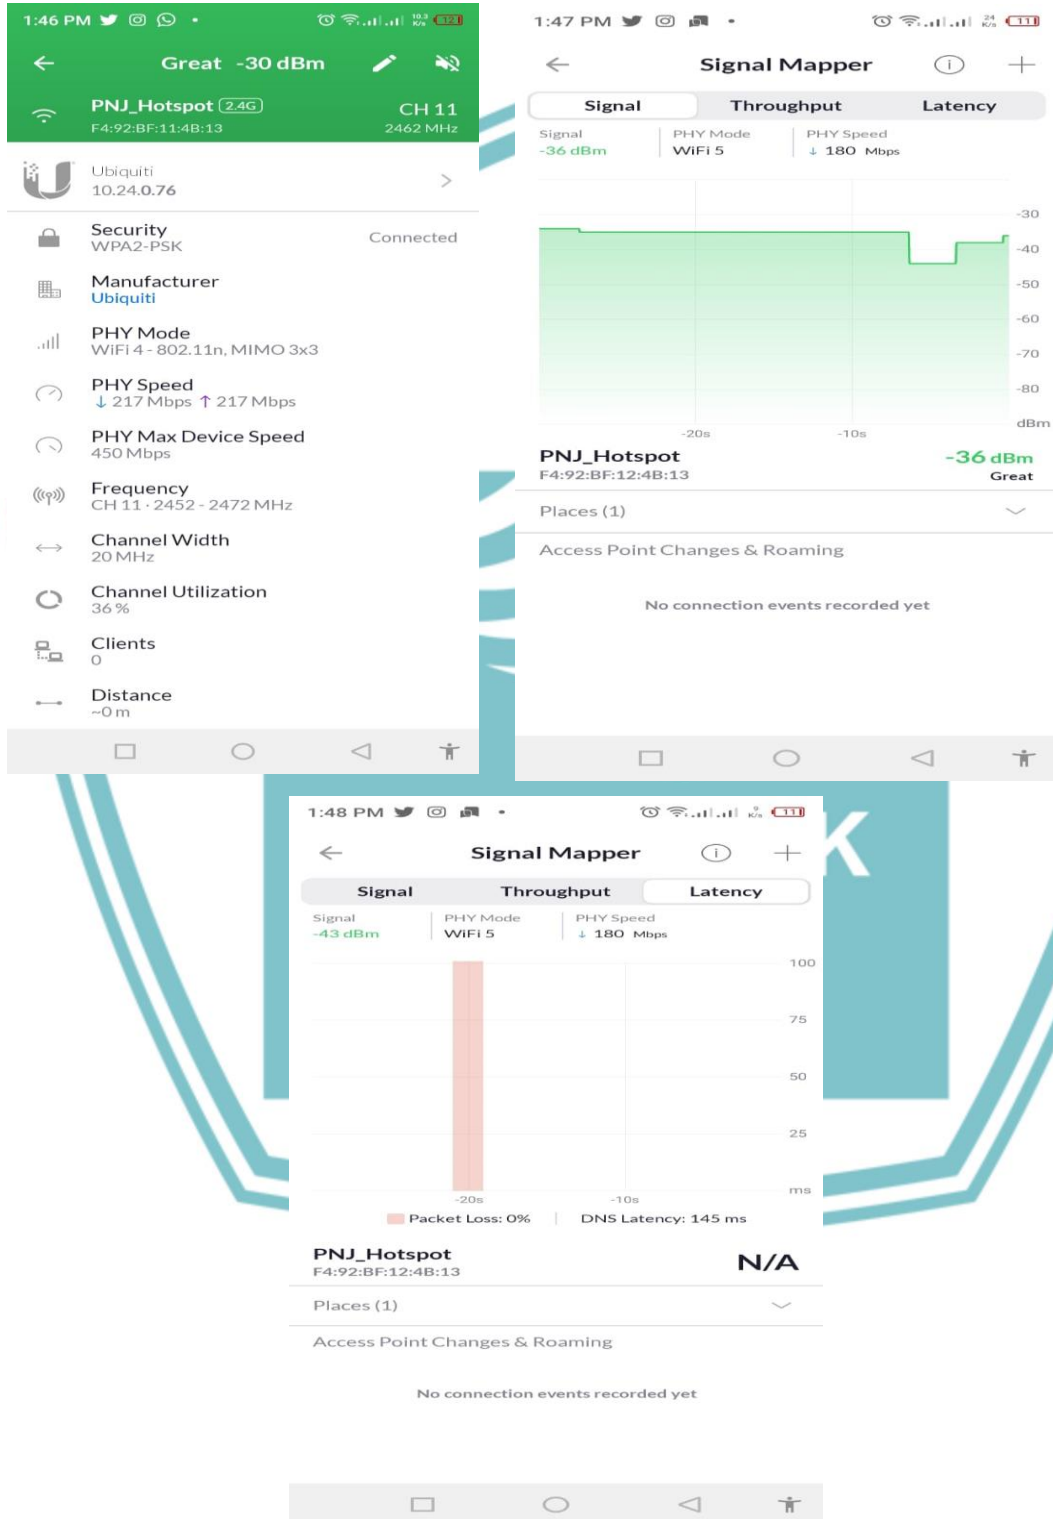 1:46 PM 10.3 K/s 12
Great -30 dBm
PNJ_Hotspot 2.4G CH 11
F4:92:BF:11:4B:13 2462 MHz
Ubiquiti
10.24.0.76
Security
WPA2-PSK Connected
Manufacturer
Ubiquiti
PHY Mode
WiFi 4 - 802.11n, MIMO 3x3
PHY Speed
↓ 217 Mbps ↑ 217 Mbps
PHY Max Device Speed
450 Mbps
Frequency
CH 11 · 2452 - 2472 MHz
Channel Width
20 MHz
Channel Utilization
36 %
Clients
0
Distance
~0 m
1:47 PM 24 K/s 11
Signal Mapper
Signal Throughput Latency
Signal PHY Mode PHY Speed
-36 dBm WiFi 5 ↓ 180 Mbps
-30
-40
-50
-60
-70
-80
dBm
-20s -10s
PNJ_Hotspot -36 dBm
F4:92:BF:12:4B:13 Great
Places (1)
Access Point Changes & Roaming
No connection events recorded yet
K
1:48 PM 0 K/s 11
Signal Mapper
Signal Throughput Latency
Signal PHY Mode PHY Speed
-43 dBm WiFi 5 ↓ 180 Mbps
100
75
50
25
ms
-20s -10s
Packet Loss: 0% DNS Latency: 145 ms
PNJ_Hotspot N/A
F4:92:BF:12:4B:13
Places (1)
Access Point Changes & Roaming
No connection events recorded yet